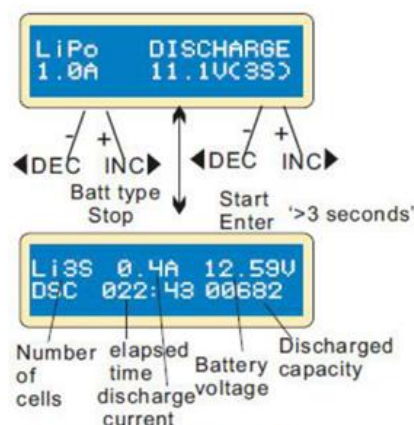 LiPo DISCHARGE
1.0A 11.1V(3S)
- + - +
◀DEC INC▶ ◀DEC INC▶
Batt type
Stop
Start
Enter '>3 seconds'
Li3S 0.4A 12.59V
DSC 022:43 00682
Number
of
cells
elapsed
time
discharge
current
Battery
voltage
Discharged
capacity